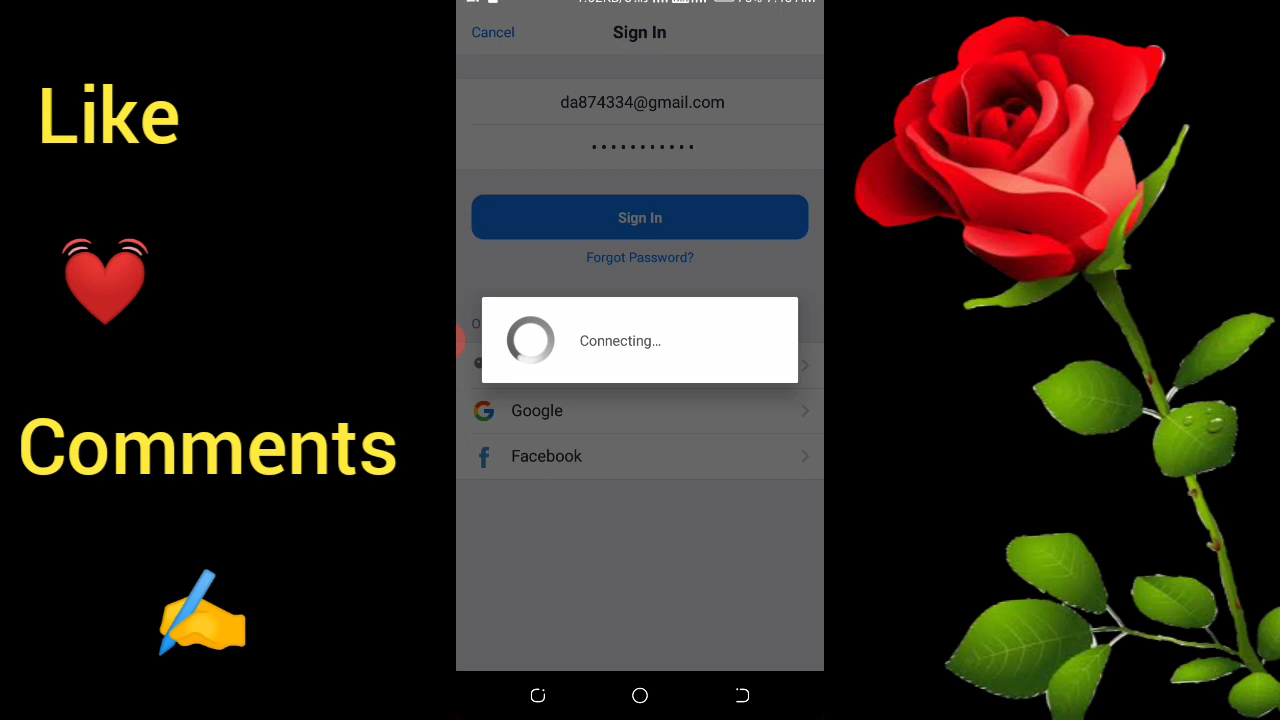 Like
Comments
Cancel
Sign In
da874334@gmail.com
Sign In
Forgot Password?
Connecting...
Google
Facebook